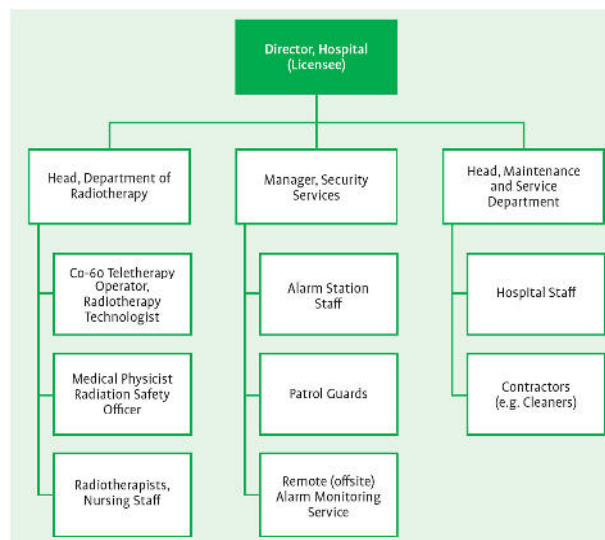 Director, Hospital
(Licensee)
Head, Department of
Radiotherapy
Manager, Security
Services
Head, Maintenance
and Service
Department
Co-60 Teletherapy
Operator,
Radiotherapy
Technologist
Alarm Station
Staff
Hospital Staff
Medical Physicist
Radiation Safety
Officer
Patrol Guards
Contractors
(e.g. Cleaners)
Radiotherapists,
Nursing Staff
Remote (offsite)
Alarm Monitoring
Service